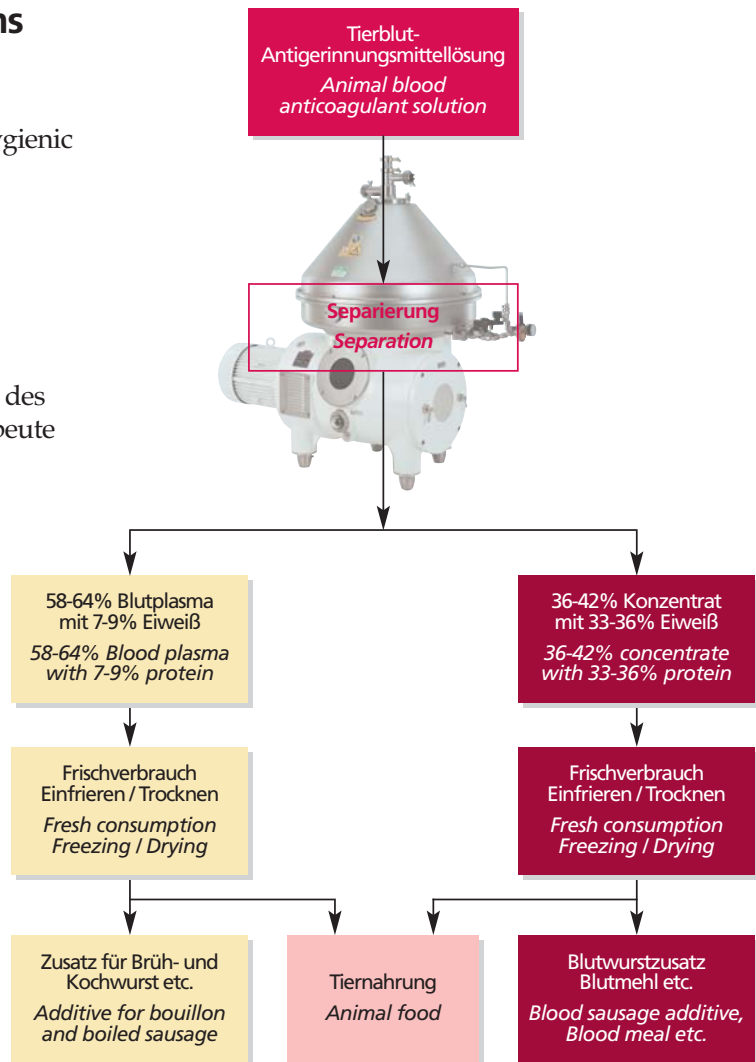 ns
ygienic
des
beute
Tierblut-
Antigerinnungsmittellösung
Animal blood
anticoagulant solution
Separierung
Separation
58-64% Blutplasma
mit 7-9% Eiweiß
58-64% Blood plasma
with 7-9% protein
36-42% Konzentrat
mit 33-36% Eiweiß
36-42% concentrate
with 33-36% protein
Frischverbrauch
Einfrieren / Trocknen
Fresh consumption
Freezing / Drying
Frischverbrauch
Einfrieren / Trocknen
Fresh consumption
Freezing / Drying
Zusatz für Brüh- und
Kochwurst etc.
Additive for bouillon
and boiled sausage
Tiernahrung
Animal food
Blutwurstzusatz
Blutmehl etc.
Blood sausage additive,
Blood meal etc.